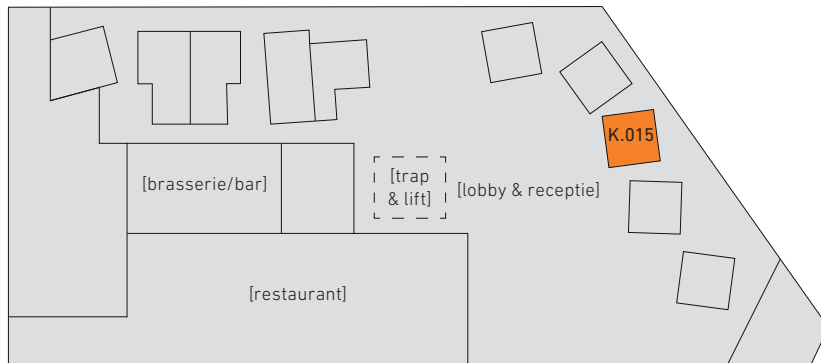 K.015
[brasserie/bar]
[trap
& lift]
[lobby & receptie]
[restaurant]